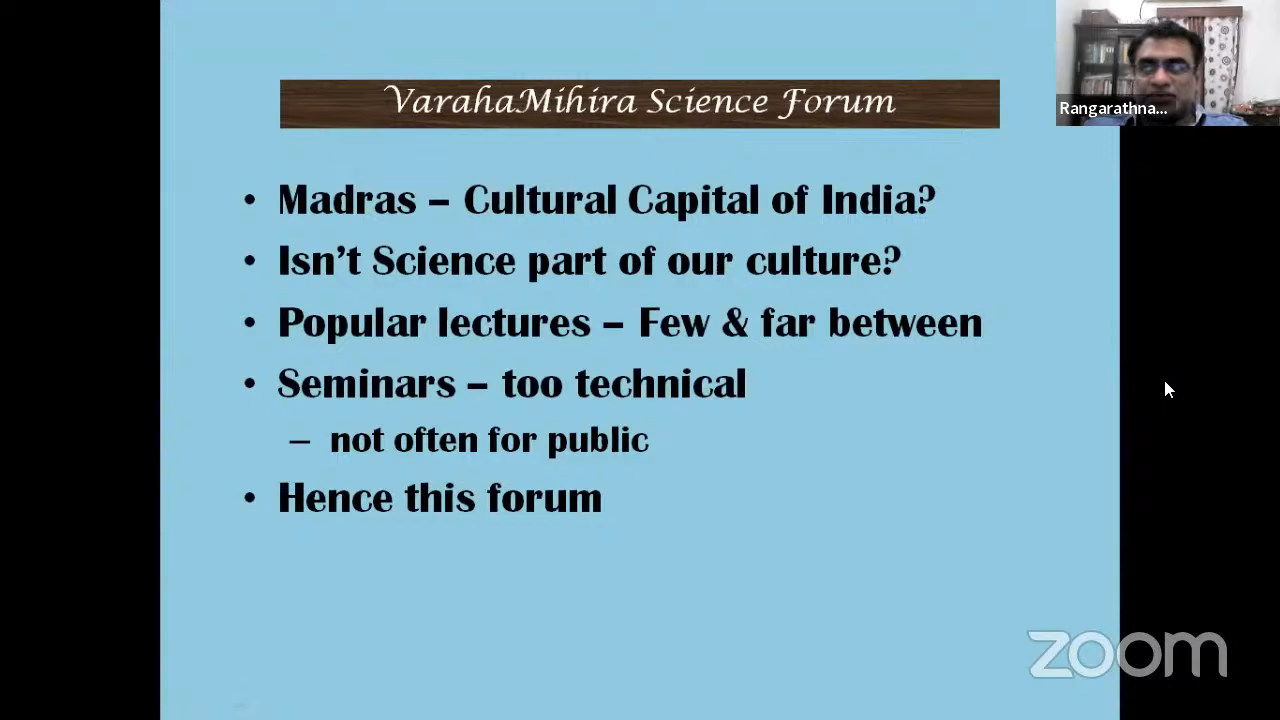 VarahaMihira Science Forum
Rangarathna...
• Madras – Cultural Capital of India?
• Isn't Science part of our culture?
• Popular lectures – Few & far between
• Seminars – too technical
– not often for public
• Hence this forum
zoom